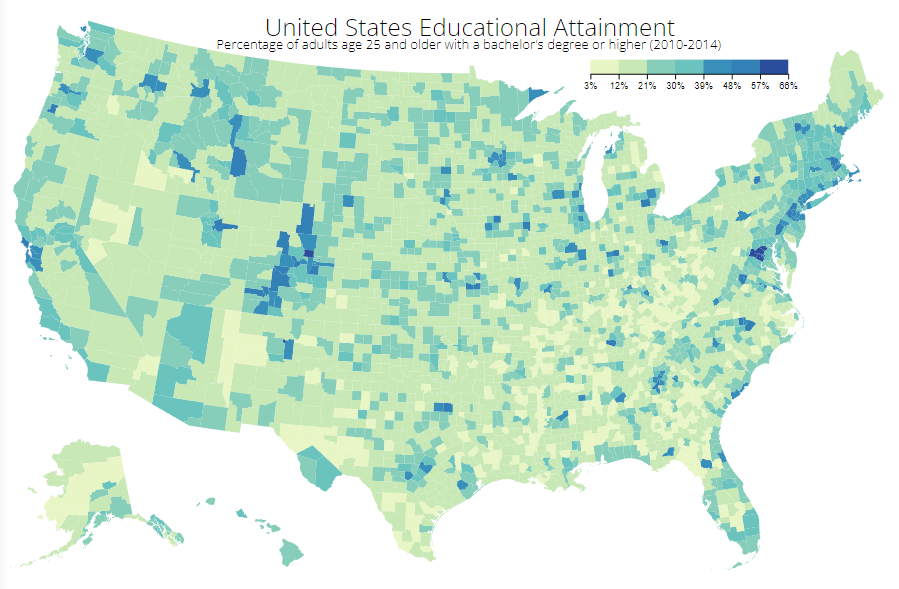 United States Educational Attainment
Percentage of adults age 25 and older with a bachelor's degree or higher (2010-2014)
3% 12% 21% 30% 39% 48% 57% 66%